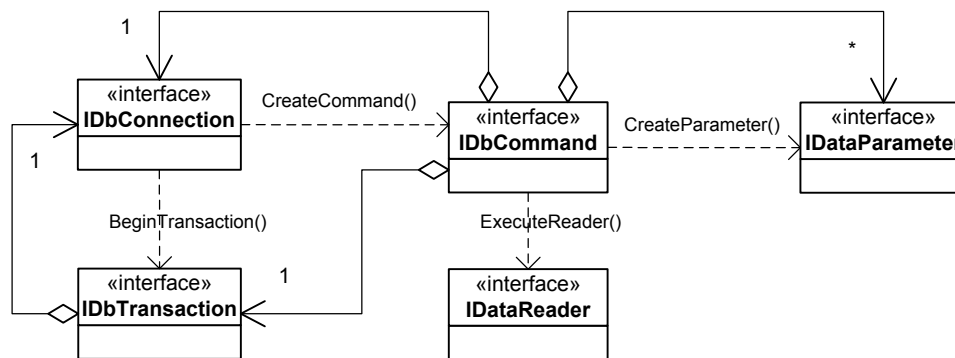 1
*
«interface»
IDbConnection
CreateCommand()
«interface»
IDbCommand
CreateParameter()
«interface»
IDataParameter
1
BeginTransaction()
ExecuteReader()
«interface»
IDbTransaction
1
«interface»
IDataReader